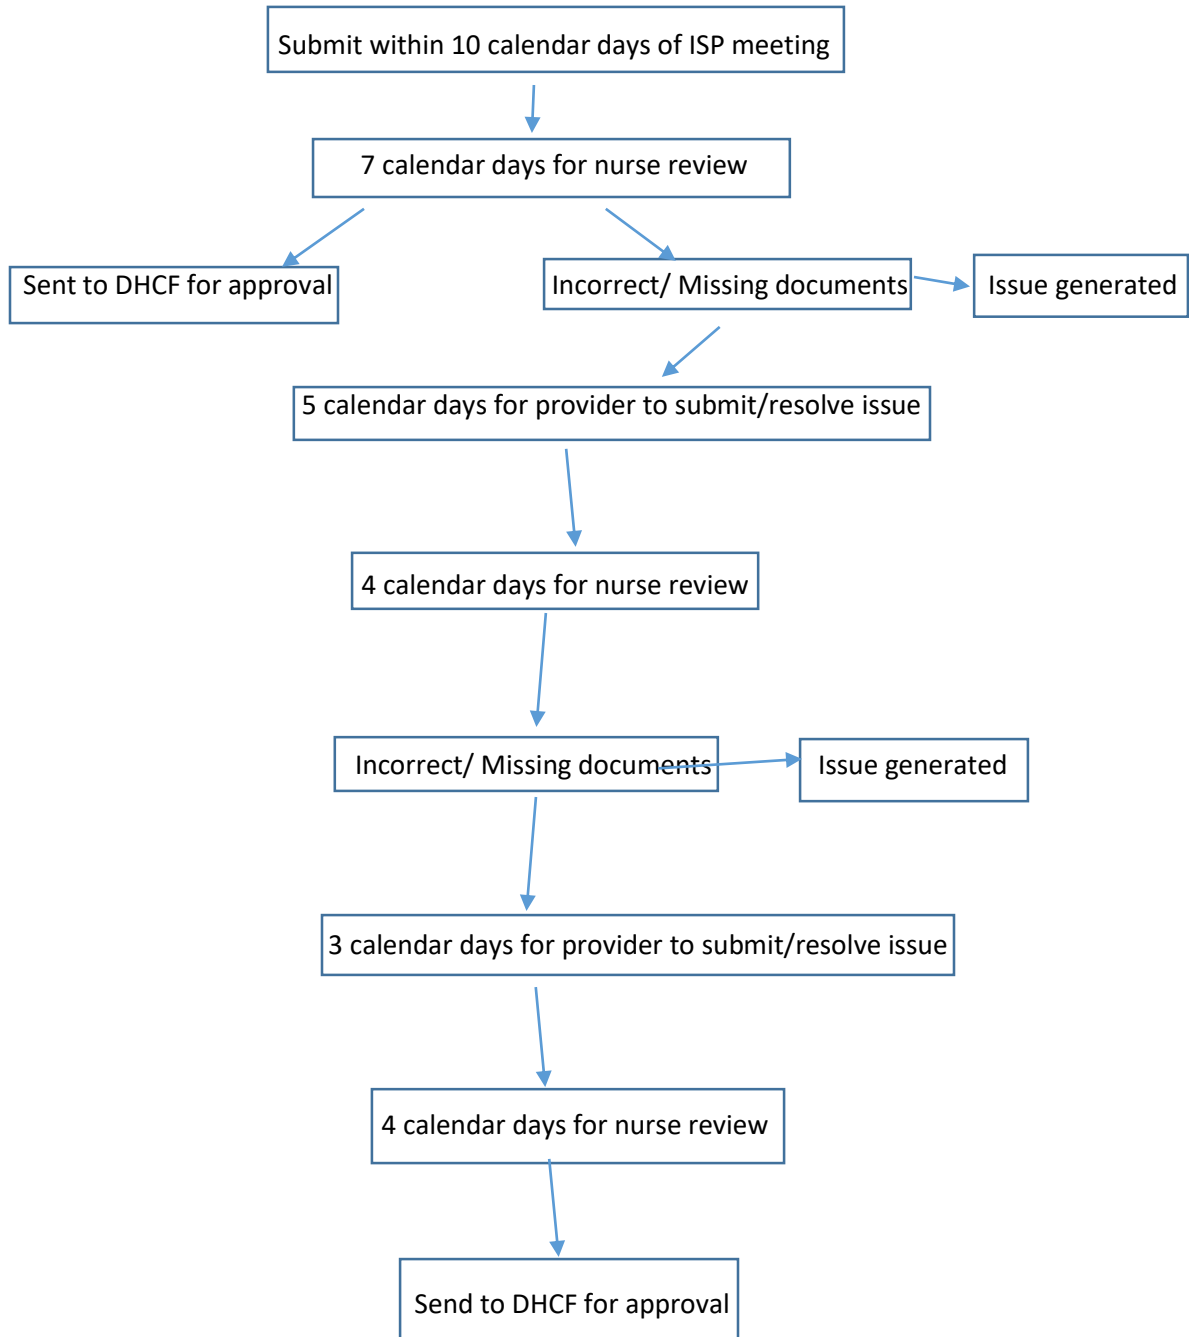 Submit within 10 calendar days of ISP meeting
7 calendar days for nurse review
Sent to DHCF for approval
Incorrect/ Missing documents
Issue generated
5 calendar days for provider to submit/resolve issue
4 calendar days for nurse review
Incorrect/ Missing documents
Issue generated
3 calendar days for provider to submit/resolve issue
4 calendar days for nurse review
Send to DHCF for approval